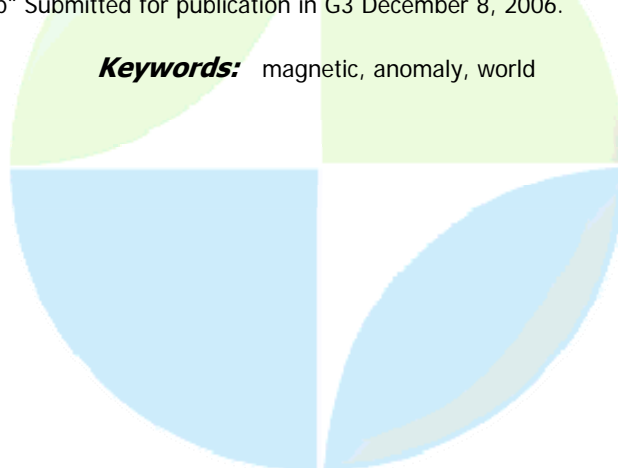 Submitted for publication in G3 December 8, 2006.
Keywords: magnetic, anomaly, world